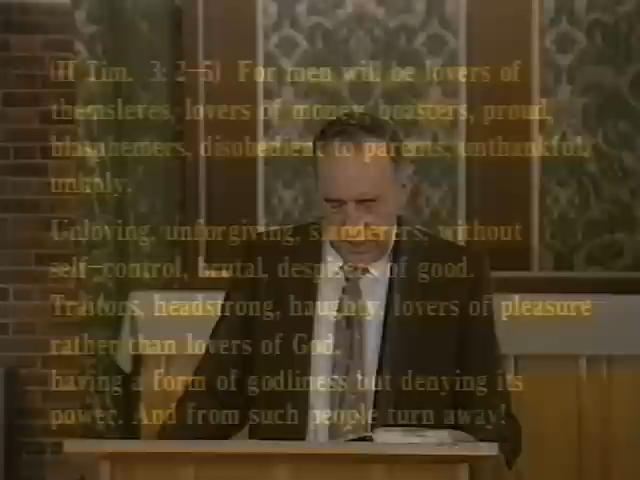 (II Tim. 3:2-5) For men will be lovers of
themsleres, lovers of money, boasters, proud,
blasphemers, disobedient to parents, unthankful,
unholy.
Unloving, unforgiving, slanderers, without
self-control, brutal, despisers of good.
Traitors, headstrong, haughty, lovers of pleasure
rather than lovers of God.
having a form of godliness but denying its
power. And from such people turn away!